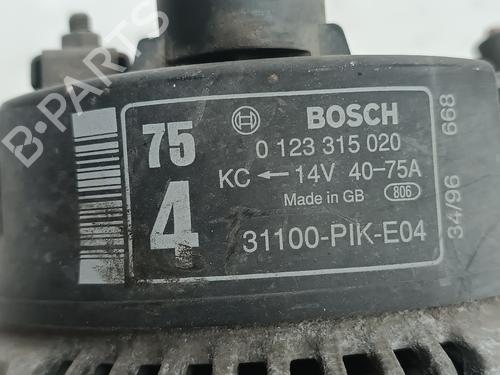 75
BOSCH
0 123 315 020
KC ← 14V 40-75A
Made in GB 806
4
31100-PIK-E04
34/96 668
B-PARTS